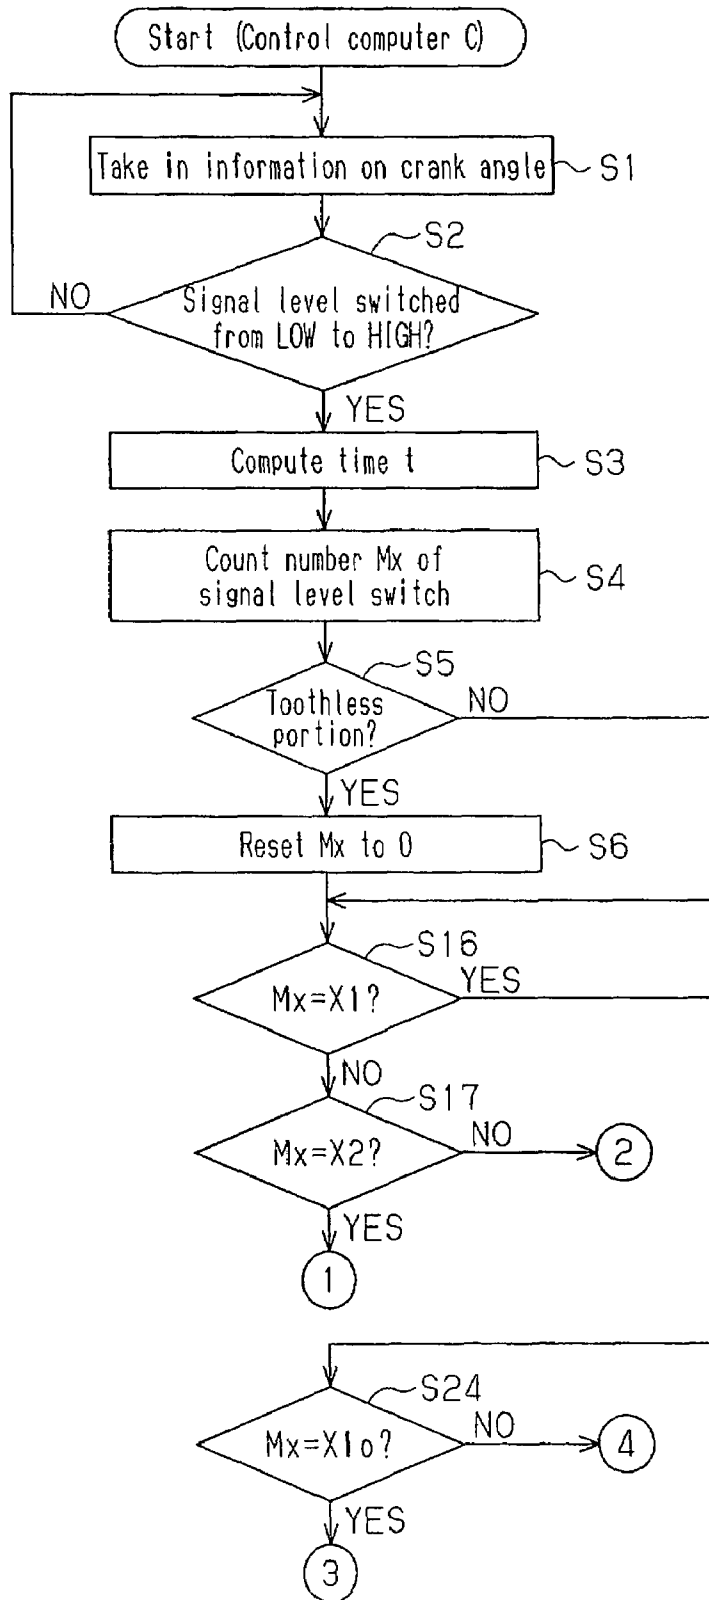 Start (Control computer C)
Take in information on crank angle
S1
S2
NO
Signal level switched
from LOW to HIGH?
YES
Compute time t
S3
Count number Mx of
signal level switch
S4
S5
Toothless
portion?
NO
YES
Reset Mx to 0
S6
S16
Mx=X1?
YES
NO
S17
Mx=X2?
NO
2
YES
1
S24
Mx=X1o?
NO
4
YES
3